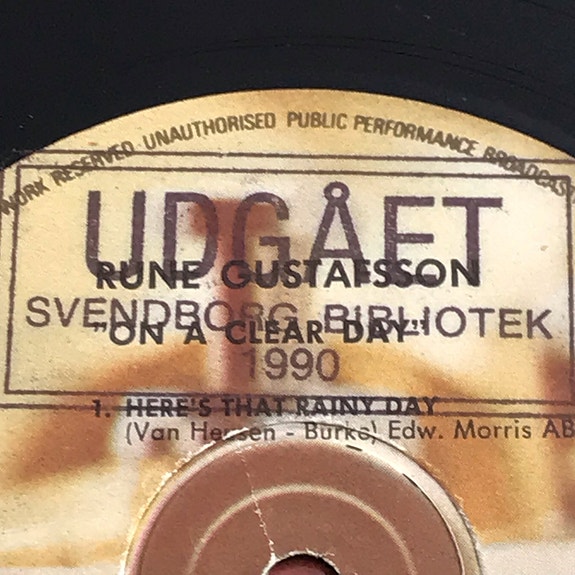 WORK RESERVED UNAUTHORISED PUBLIC PERFORMANCE BROADCAST
UDGÅET
RUNE GUSTAFSSON
SVENDBORG BIBLIOTEK
"ON A CLEAR DAY"
1990
1. HERE'S THAT RAINY DAY
(Van Heusen - Burke) Edw. Morris AB